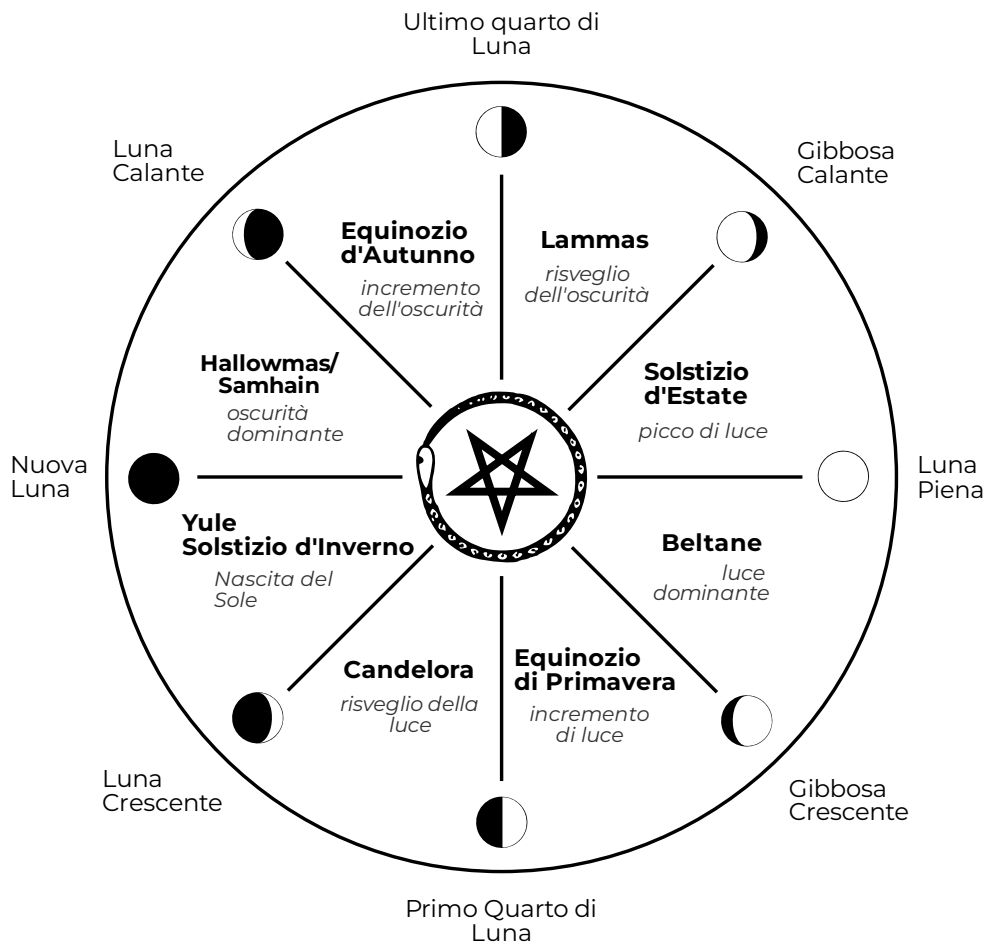 Ultimo quarto di
Luna
Luna
Calante
Gibbosa
Calante
Equinozio
d'Autunno
incremento
dell'oscurità
Lammas
risveglio
dell'oscurità
Hallowmas/
Samhain
oscurità
dominante
Solstizio
d'Estate
picco di luce
Nuova
Luna
Luna
Piena
Yule
Solstizio d'Inverno
Nascita del
Sole
Beltane
luce
dominante
Candelora
risveglio della
luce
Equinozio
di Primavera
incremento
di luce
Luna
Crescente
Gibbosa
Crescente
Primo Quarto di
Luna